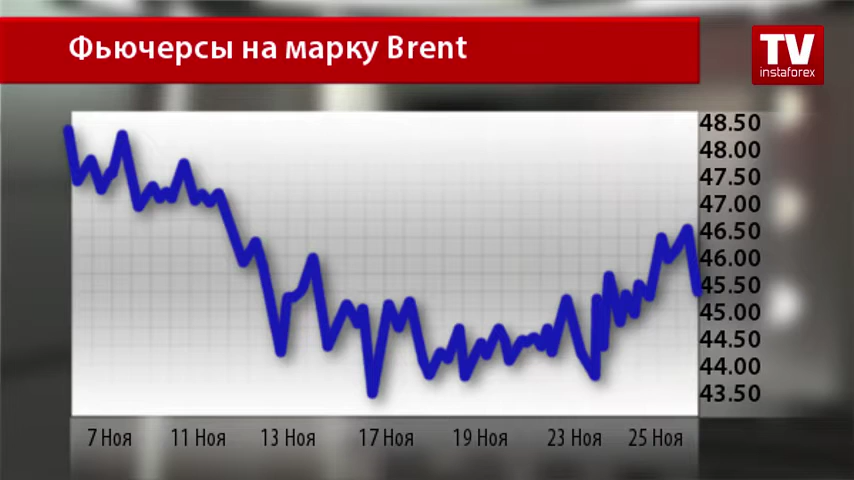 Фьючерсы на марку Brent
TV
instaforex
48.50
48.00
47.50
47.00
46.50
46.00
45.50
45.00
44.50
44.00
43.50
7 Ноя 11 Ноя 13 Ноя 17 Ноя 19 Ноя 23 Ноя 25 Ноя